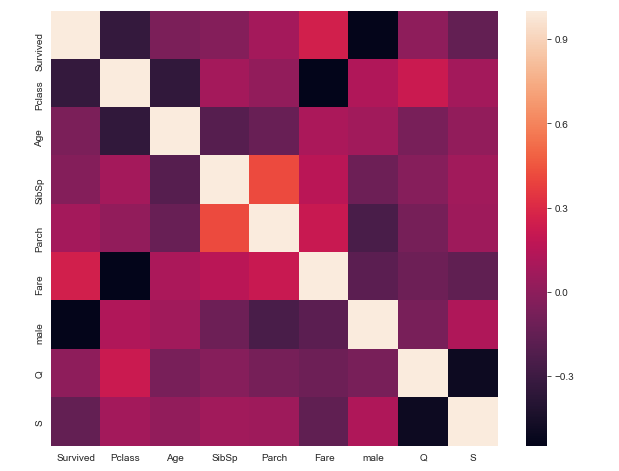 Survived
Pclass
Age
SibSp
Parch
Fare
male
Q
S
Survived Pclass Age SibSp Parch Fare male Q S
0.9
0.6
0.3
0.0
−0.3